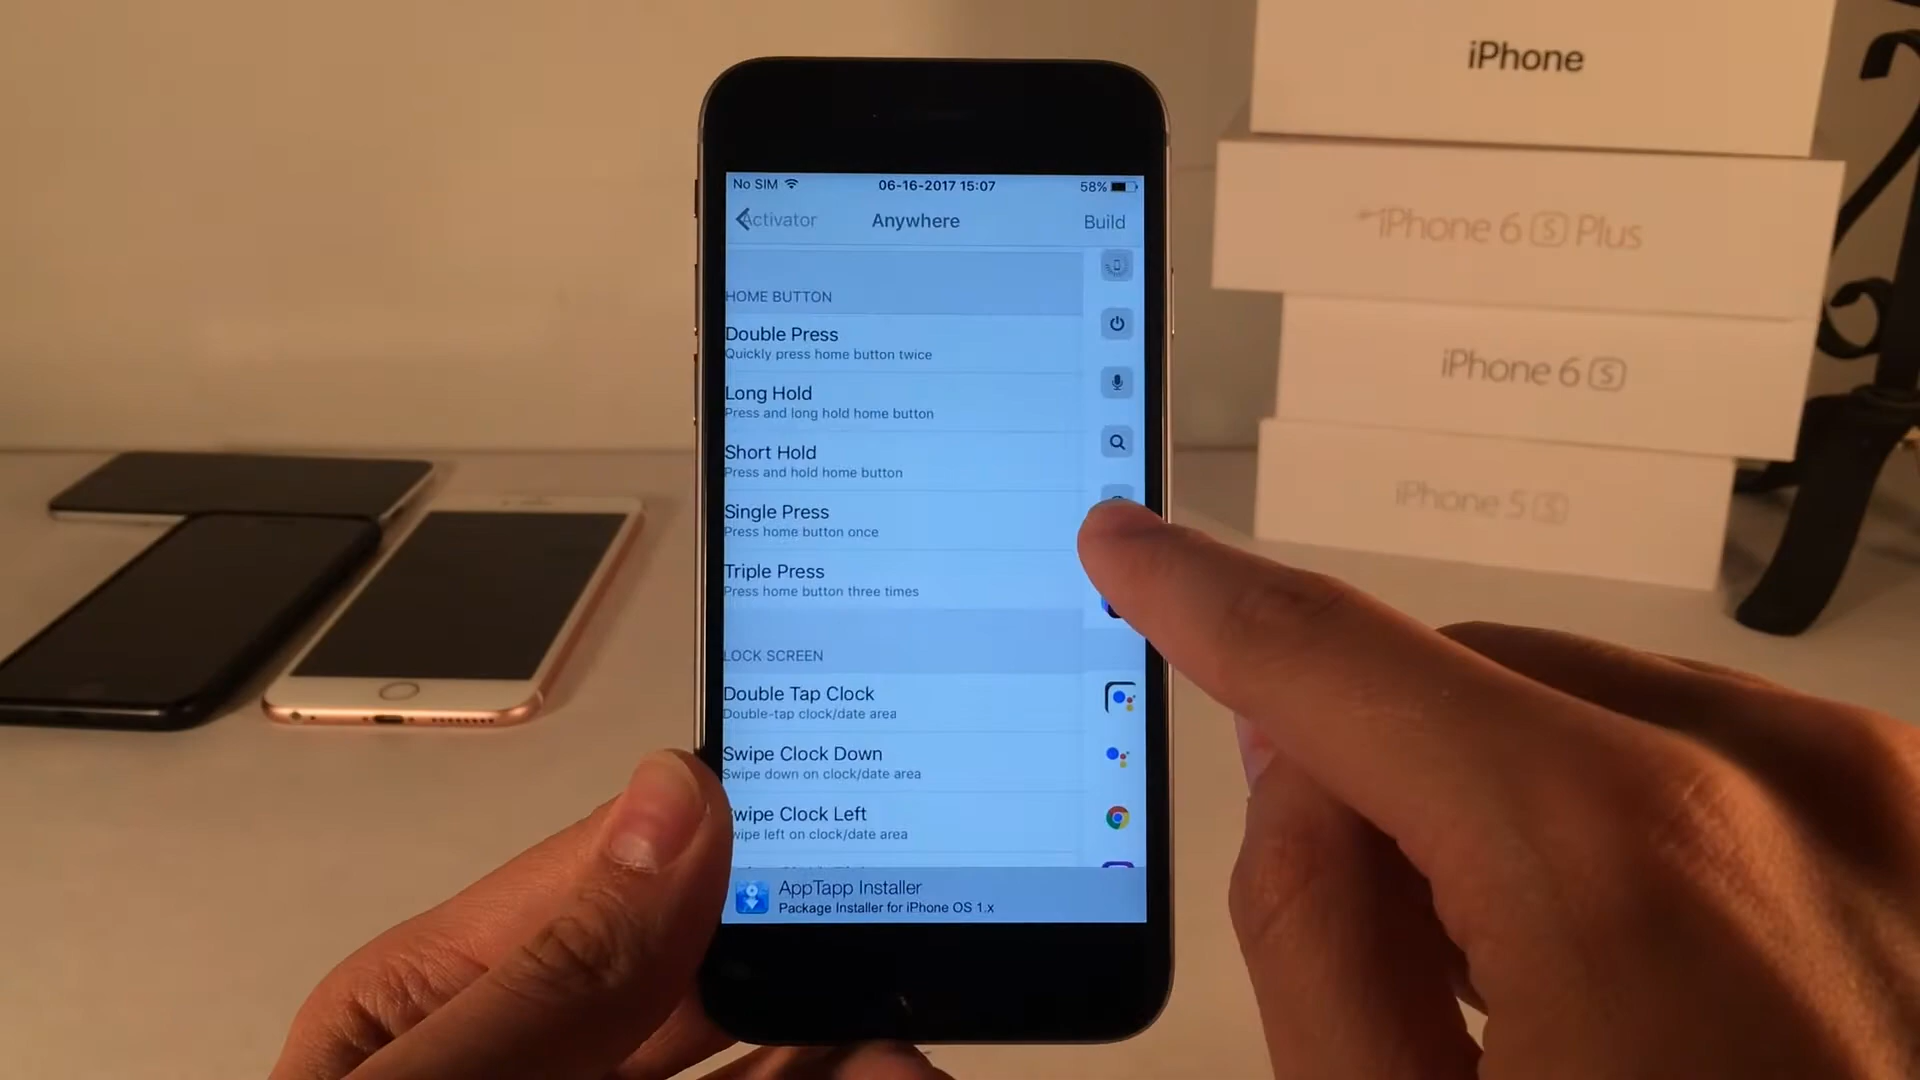 iPhone
iPhone 6 S Plus
iPhone 6 S
iPhone 5 S
No SIM 06-16-2017 15:07 58%
Activator Anywhere Build
HOME BUTTON
Double Press
Quickly press home button twice
Long Hold
Press and long hold home button
Short Hold
Press and hold home button
Single Press
Press home button once
Triple Press
Press home button three times
LOCK SCREEN
Double Tap Clock
Double-tap clock/date area
Swipe Clock Down
Swipe down on clock/date area
wipe Clock Left
wipe left on clock/date area
AppTapp Installer
Package Installer for iPhone OS 1.x